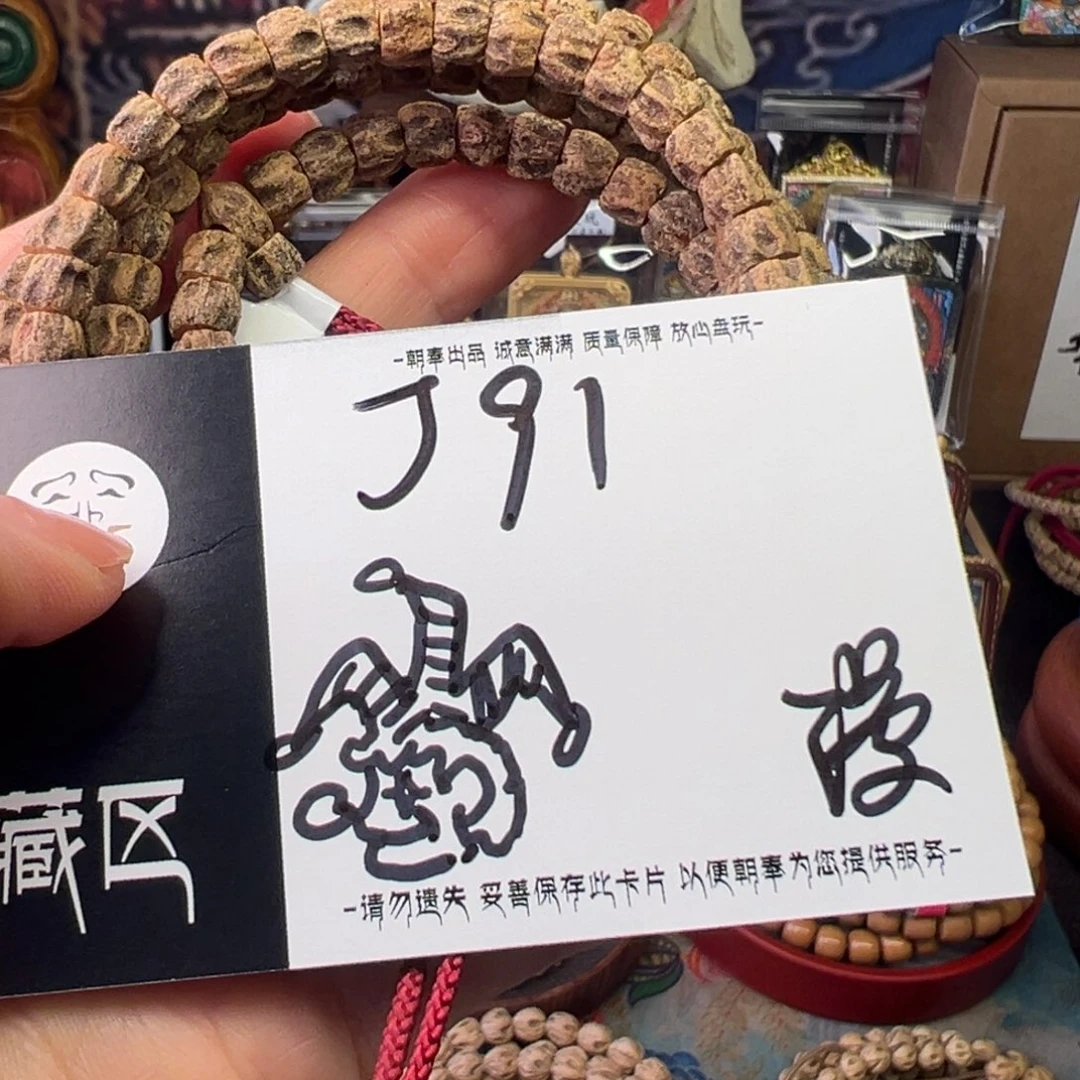 -朝奉出品 诚意满满 质量保障 放心盘玩-
J91
藏区
-请勿遗失 妥善保存此卡片 以便朝奉为您提供服务-